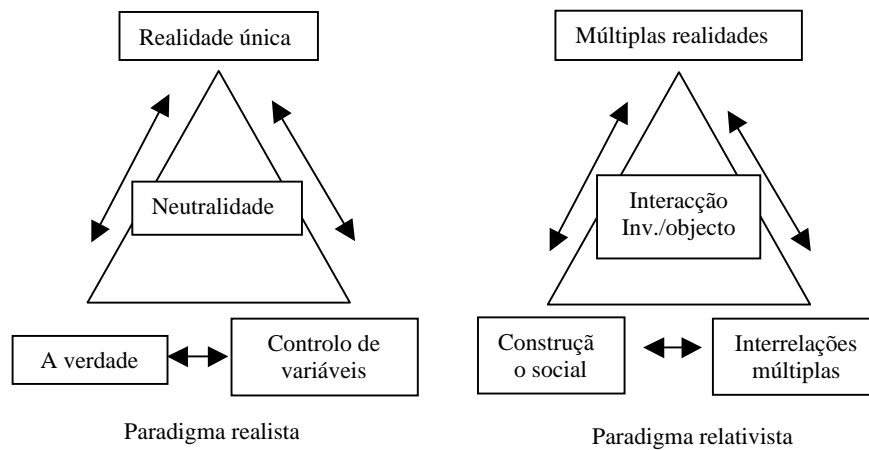 Realidade única
Neutralidade
A verdade
Controlo de
variáveis
Paradigma realista
Múltiplas realidades
Interacção
Inv./objecto
Construçã
o social
Interrelações
múltiplas
Paradigma relativista